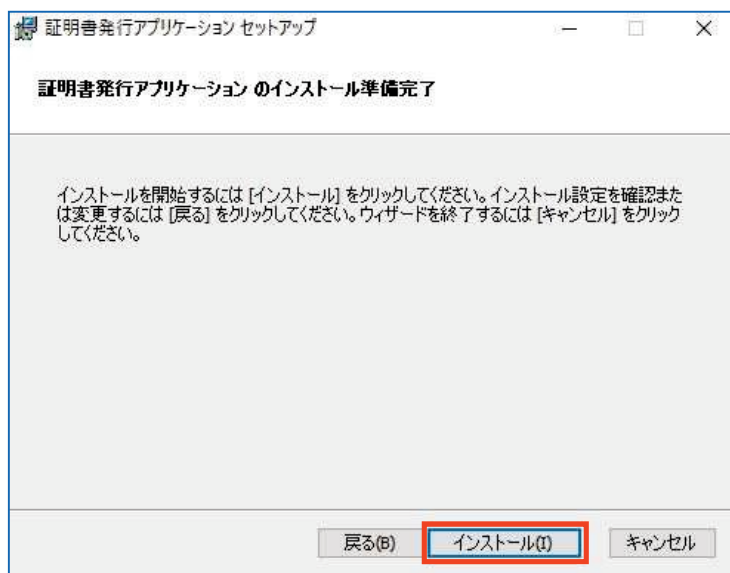 証明書発行アプリケーション セットアップ
証明書発行アプリケーション のインストール準備完了
インストールを開始するには [インストール] をクリックしてください。インストール設定を確認また
は変更するには [戻る] をクリックしてください。ウィザードを終了するには [キャンセル] をクリック
してください。
戻る(B) インストール(I) キャンセル